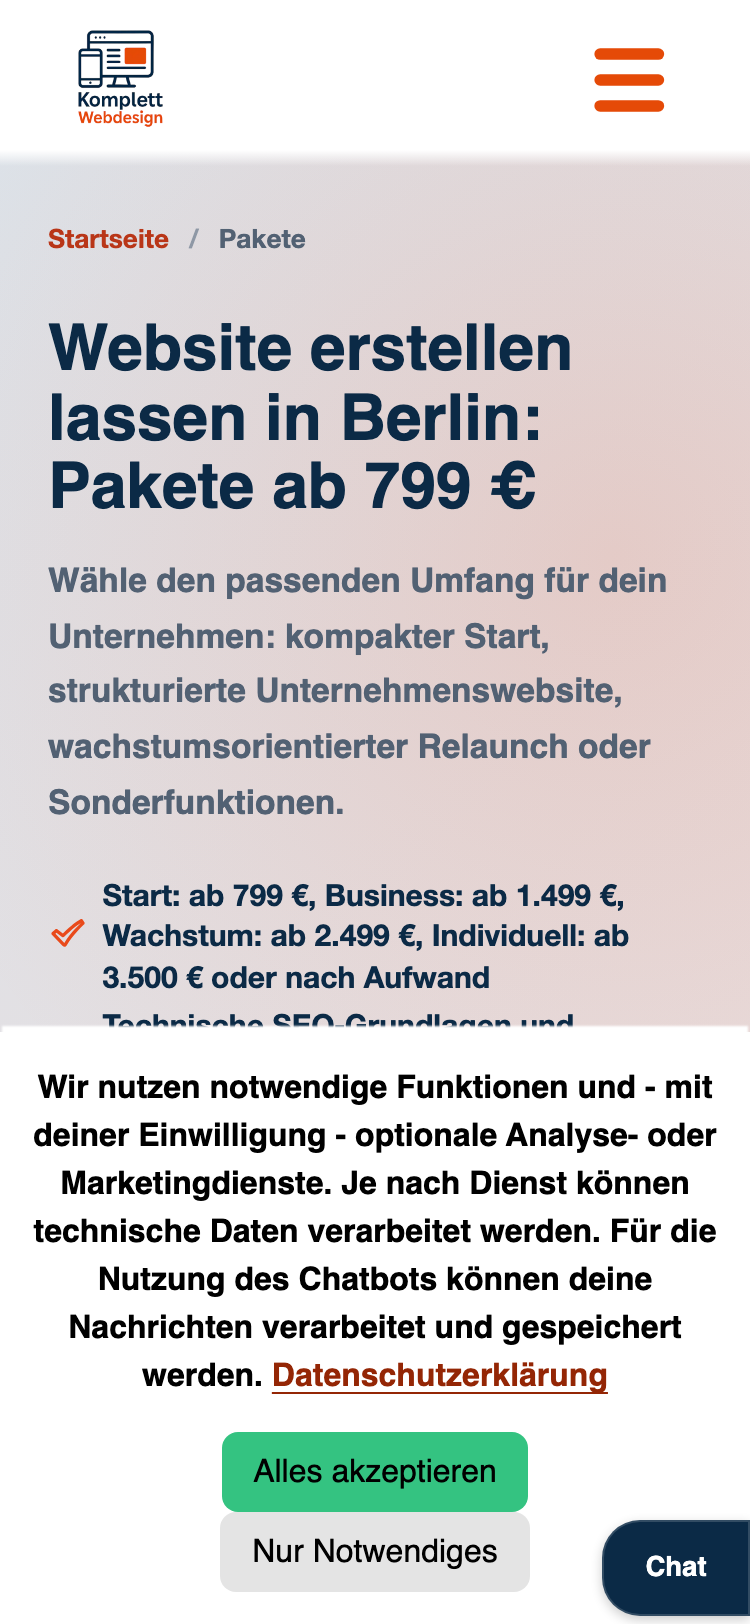 Komplett
Webdesign
Startseite / Pakete
Website erstellen
lassen in Berlin:
Pakete ab 799 €
Wähle den passenden Umfang für dein
Unternehmen: kompakter Start,
strukturierte Unternehmenswebsite,
wachstumsorientierter Relaunch oder
Sonderfunktionen.
Start: ab 799 €, Business: ab 1.499 €,
Wachstum: ab 2.499 €, Individuell: ab
3.500 € oder nach Aufwand
Technische SEO-Grundlagen und
Wir nutzen notwendige Funktionen und - mit
deiner Einwilligung - optionale Analyse- oder
Marketingdienste. Je nach Dienst können
technische Daten verarbeitet werden. Für die
Nutzung des Chatbots können deine
Nachrichten verarbeitet und gespeichert
werden. Datenschutzerklärung
Alles akzeptieren
Nur Notwendiges
Chat